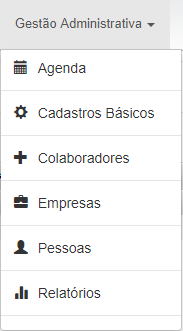 Gestão Administrativa
Agenda
Cadastros Básicos
Colaboradores
Empresas
Pessoas
Relatórios